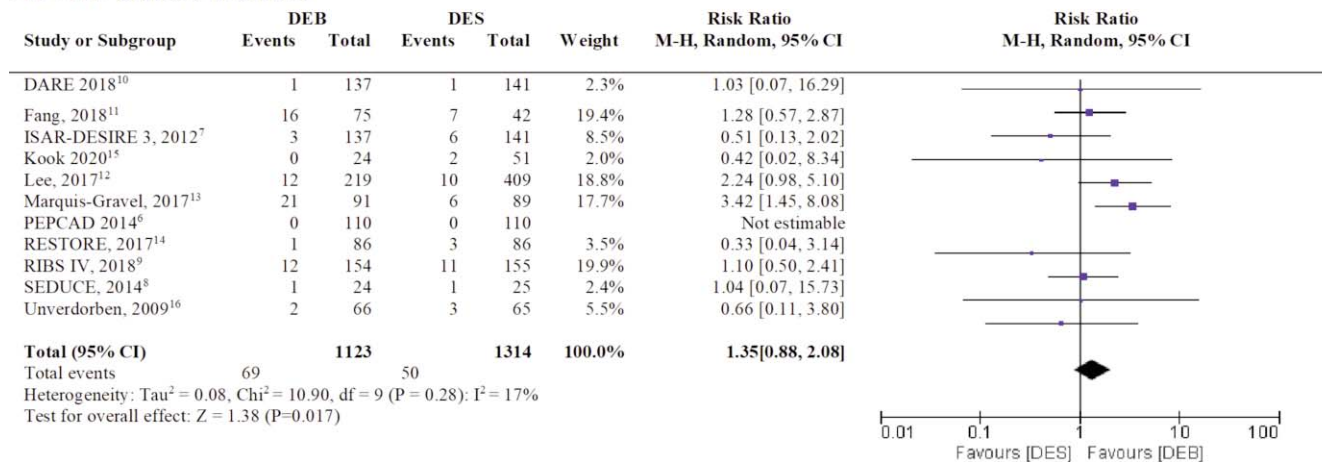 DEB DES Risk Ratio Risk Ratio
Study or Subgroup Events Total Events Total Weight M-H, Random, 95% CI M-H, Random, 95% CI
DARE 2018¹⁰ 1 137 1 141 2.3% 1.03 [0.07, 16.29]
Fang, 2018¹¹ 16 75 7 42 19.4% 1.28 [0.57, 2.87]
ISAR-DESIRE 3, 2012⁷ 3 137 6 141 8.5% 0.51 [0.13, 2.02]
Kook 2020¹⁵ 0 24 2 51 2.0% 0.42 [0.02, 8.34]
Lee, 2017¹² 12 219 10 409 18.8% 2.24 [0.98, 5.10]
Marquis-Gravel, 2017¹³ 21 91 6 89 17.7% 3.42 [1.45, 8.08]
PEPCAD 2014⁶ 0 110 0 110 Not estimable
RESTORE, 2017¹⁴ 1 86 3 86 3.5% 0.33 [0.04, 3.14]
RIBS IV, 2018⁹ 12 154 11 155 19.9% 1.10 [0.50, 2.41]
SEDUCE, 2014⁸ 1 24 1 25 2.4% 1.04 [0.07, 15.73]
Unverdorben, 2009¹⁶ 2 66 3 65 5.5% 0.66 [0.11, 3.80]
Total (95% CI) 1123 1314 100.0% 1.35[0.88, 2.08]
Total events 69 50
Heterogeneity: Tau² = 0.08, Chi² = 10.90, df = 9 (P = 0.28): I² = 17%
Test for overall effect: Z = 1.38 (P=0.017)
0.01 0.1 1 10 100
Favours [DES] Favours [DEB]